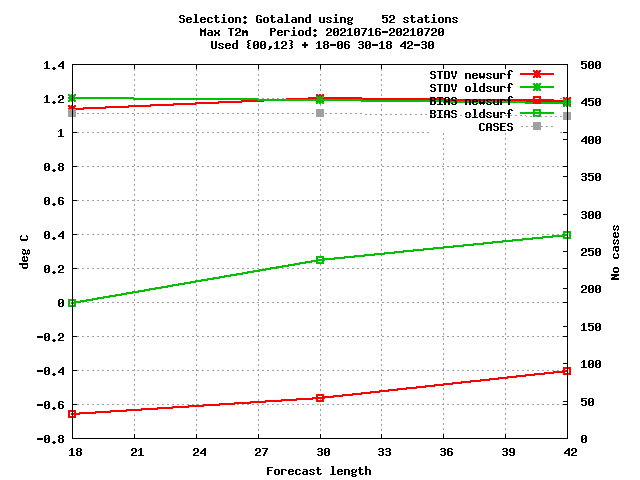 Selection: Gotaland using    52 stations
Max T2m   Period: 20210716-20210720
Used {00,12} + 18-06 30-18 42-30
1.4
1.2
1
0.8
0.6
0.4
0.2
0
-0.2
-0.4
-0.6
-0.8
deg C
500
450
400
350
300
250
200
150
100
50
0
No cases
STDV newsurf
STDV oldsurf
BIAS newsurf
BIAS oldsurf
CASES
18 21 24 27 30 33 36 39 42
Forecast length